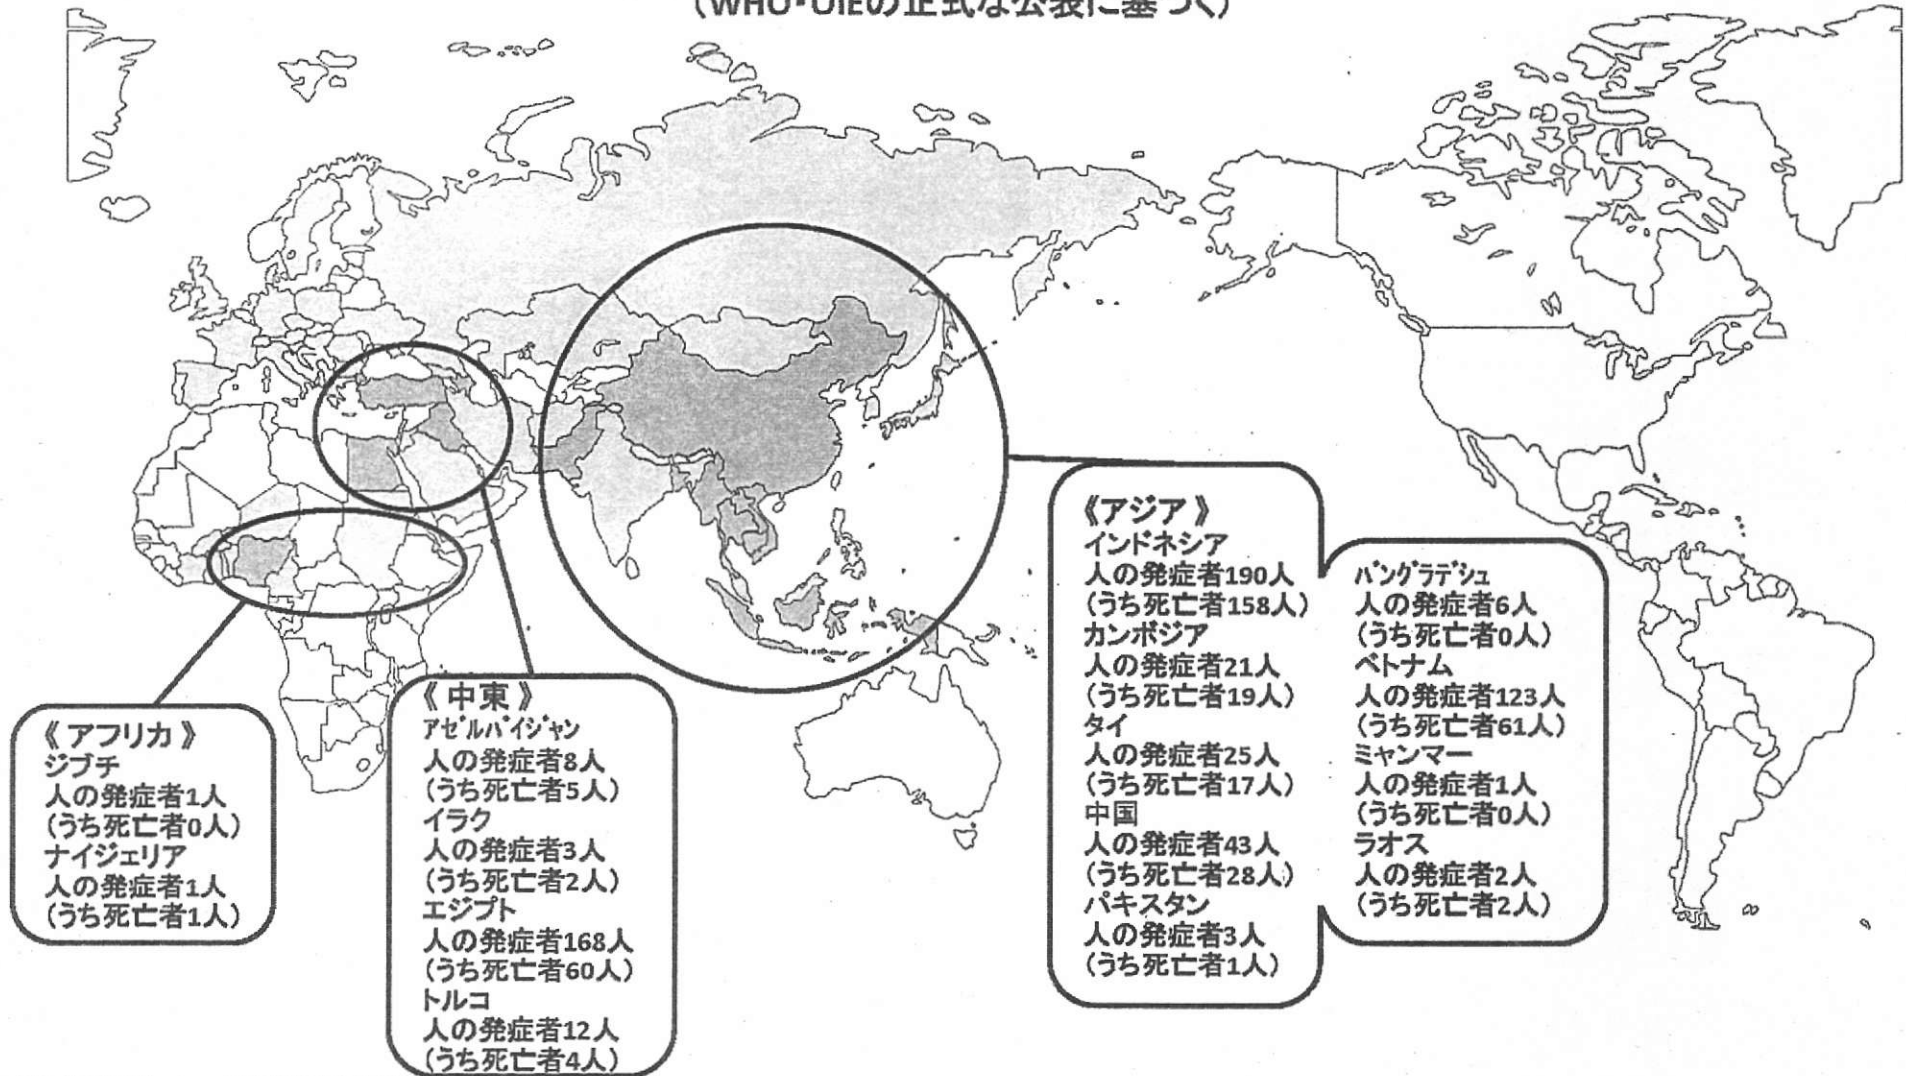 (WHO・OIEの正式な公表に基づく)
《アフリカ》
ジブチ
人の発症者1人
(うち死亡者0人)
ナイジェリア
人の発症者1人
(うち死亡者1人)
《中東》
アゼルバイジャン
人の発症者8人
(うち死亡者5人)
イラク
人の発症者3人
(うち死亡者2人)
エジプト
人の発症者168人
(うち死亡者60人)
トルコ
人の発症者12人
(うち死亡者4人)
《アジア》
インドネシア
人の発症者190人
(うち死亡者158人)
カンボジア
人の発症者21人
(うち死亡者19人)
タイ
人の発症者25人
(うち死亡者17人)
中国
人の発症者43人
(うち死亡者28人)
パキスタン
人の発症者3人
(うち死亡者1人)
バングラデシュ
人の発症者6人
(うち死亡者0人)
ベトナム
人の発症者123人
(うち死亡者61人)
ミャンマー
人の発症者1人
(うち死亡者0人)
ラオス
人の発症者2人
(うち死亡者2人)